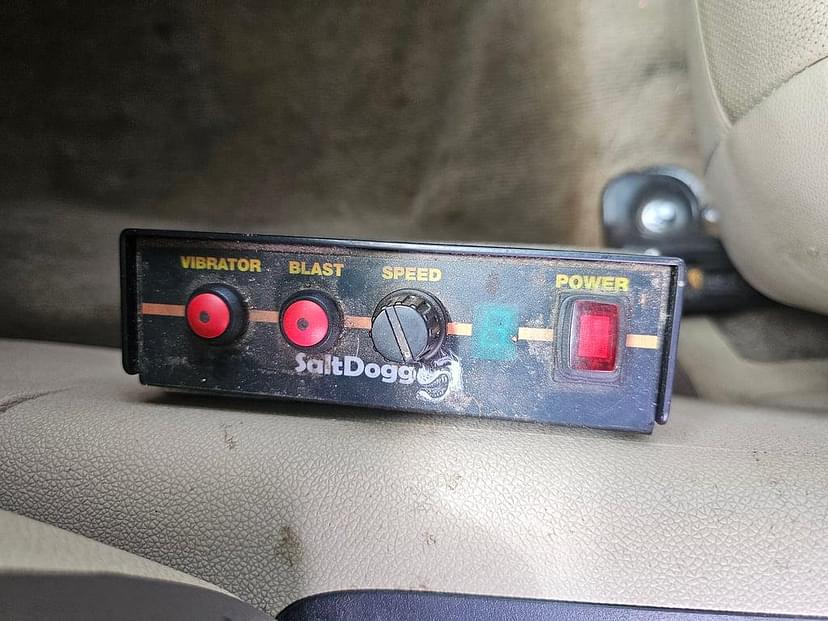 VIBRATOR BLAST SPEED POWER
SaltDogg